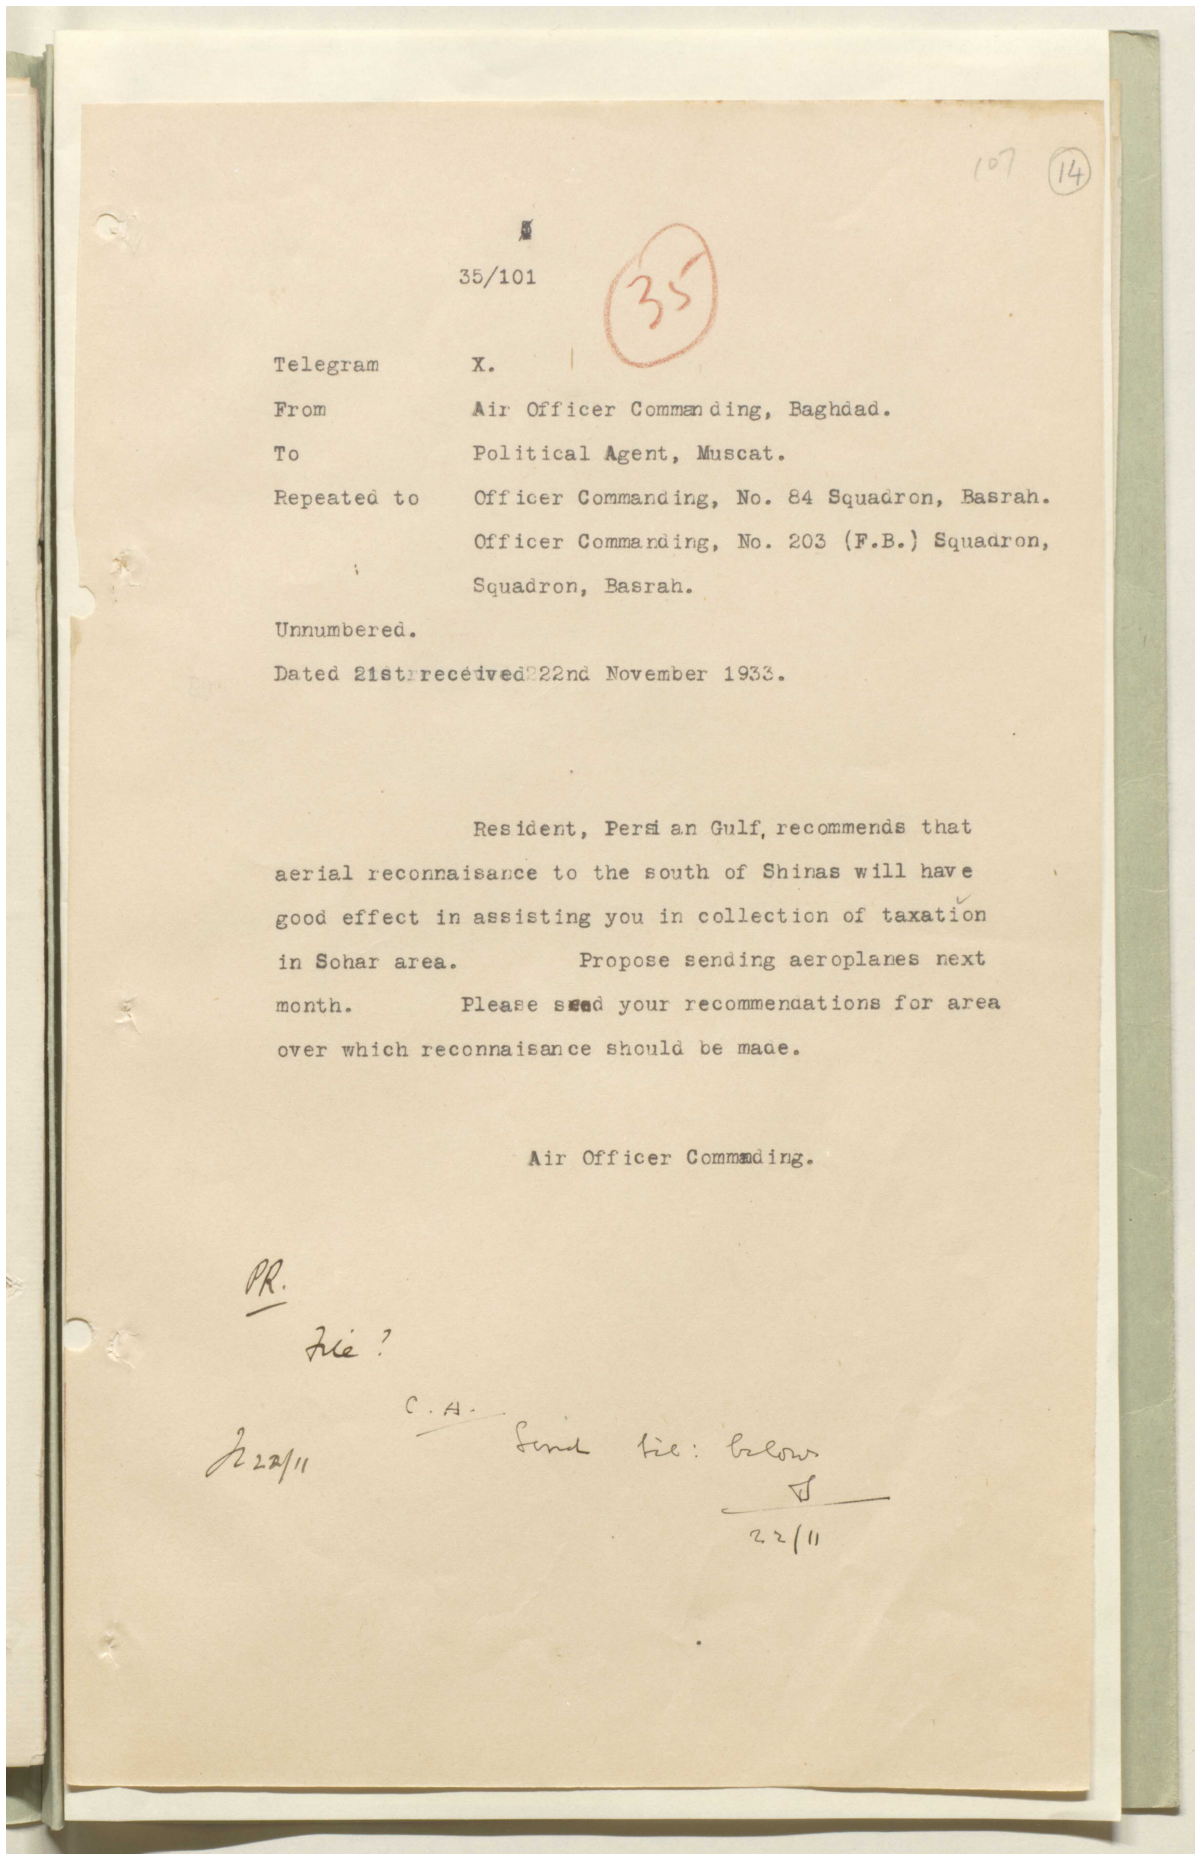 107 14
35/101
35
Telegram X.
From Air Officer Commanding, Baghdad.
To Political Agent, Muscat.
Repeated to Officer Commanding, No. 84 Squadron, Basrah.
Officer Commanding, No. 203 (F.B.) Squadron,
Squadron, Basrah.
Unnumbered.
Dated 21st received 22nd November 1933.
Resident, Persian Gulf, recommends that
aerial reconnaisance to the south of Shinas will have
good effect in assisting you in collection of taxation
in Sohar area. Propose sending aeroplanes next
month. Please send your recommendations for area
over which reconnaisance should be made.
Air Officer Commanding.
PR.
File?
C.A.
Send tel: below
22/11
22/11